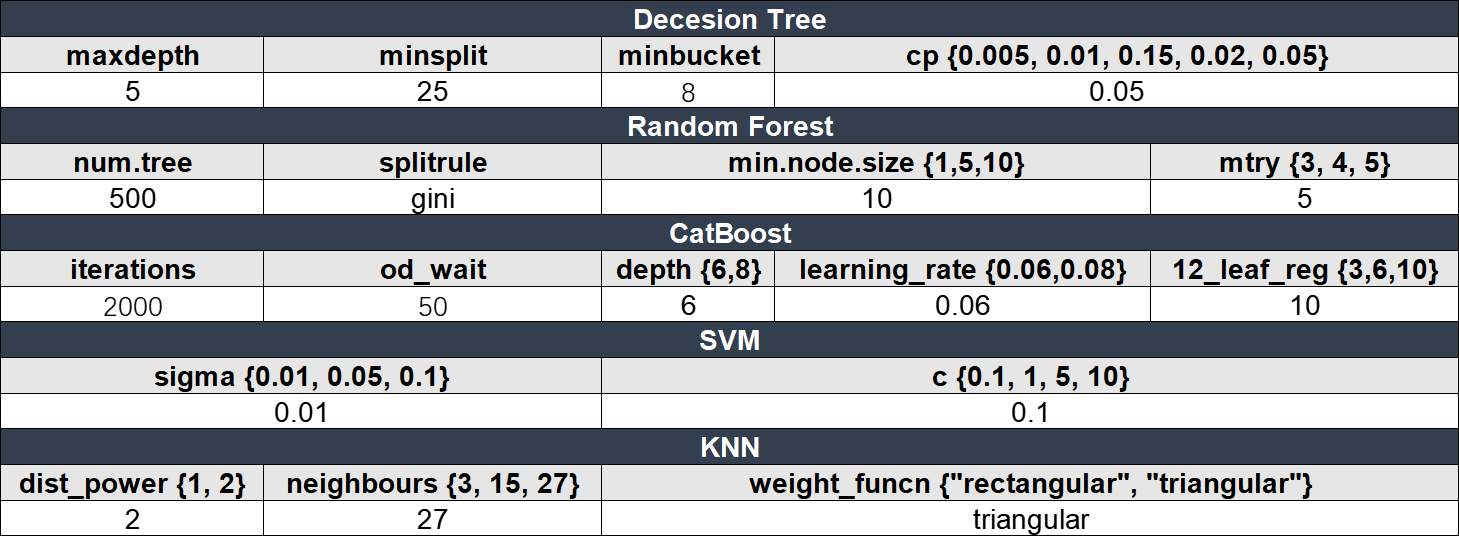 Decesion Tree
maxdepth minsplit minbucket cp {0.005, 0.01, 0.15, 0.02, 0.05}
5 25 8 0.05
Random Forest
num.tree splitrule min.node.size {1,5,10} mtry {3, 4, 5}
500 gini 10 5
CatBoost
iterations od_wait depth {6,8} learning_rate {0.06,0.08} 12_leaf_reg {3,6,10}
2000 50 6 0.06 10
SVM
sigma {0.01, 0.05, 0.1} c {0.1, 1, 5, 10}
0.01 0.1
KNN
dist_power {1, 2} neighbours {3, 15, 27} weight_funcn {"rectangular", "triangular"}
2 27 triangular